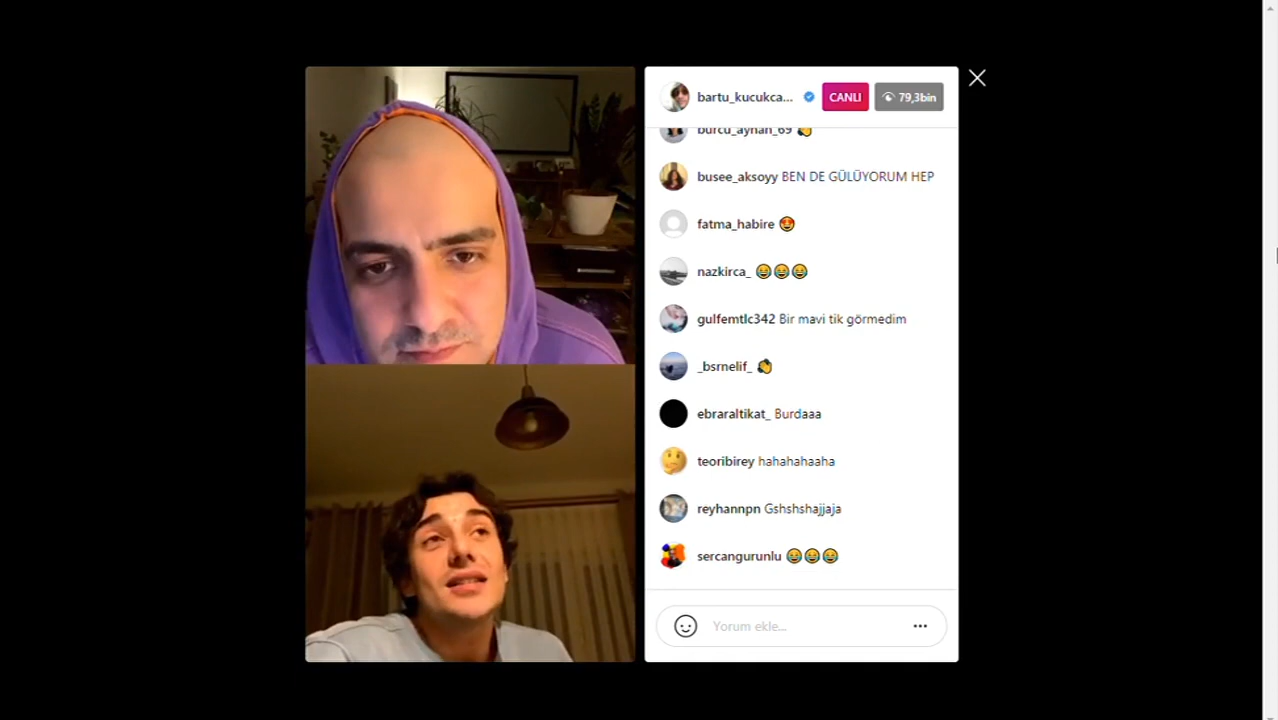 bartu_kucukca...
CANLI
79,3bin
burcu_ayhan_69 👏
busee_aksoyy BEN DE GÜLÜYORUM HEP
fatma_habire 😍
nazkirca_ 😂😂😂
gulfemtlc342 Bir mavi tik görmedim
_bsrnelif_ 👏
ebraraltikat_ Burdaaa
teoribirey hahahahaaha
reyhannpn Gshshshajjaja
sercangurunlu 😂😂😂
Yorum ekle...